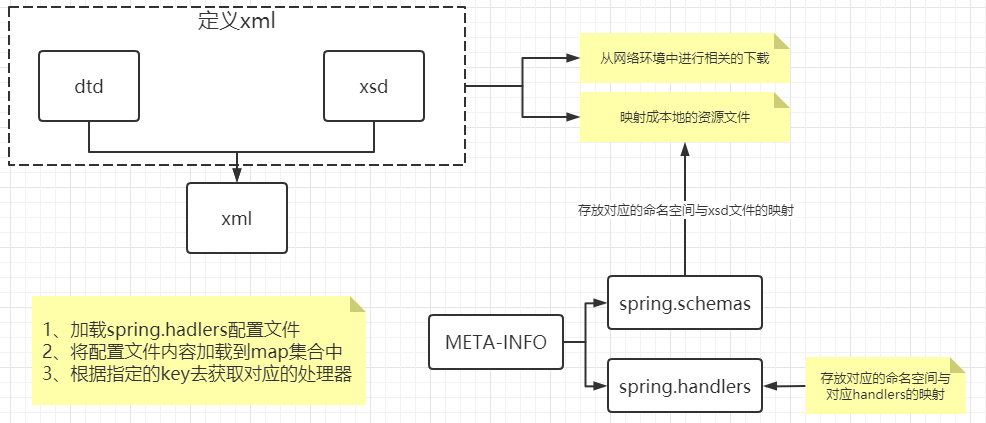 定义xml
dtd
xsd
xml
从网络环境中进行相关的下载
映射成本地的资源文件
存放对应的命名空间与xsd文件的映射
META-INFO
spring.schemas
spring.handlers
存放对应的命名空间与
对应handlers的映射
1、加载spring.hadlers配置文件
2、将配置文件内容加载到map集合中
3、根据指定的key去获取对应的处理器